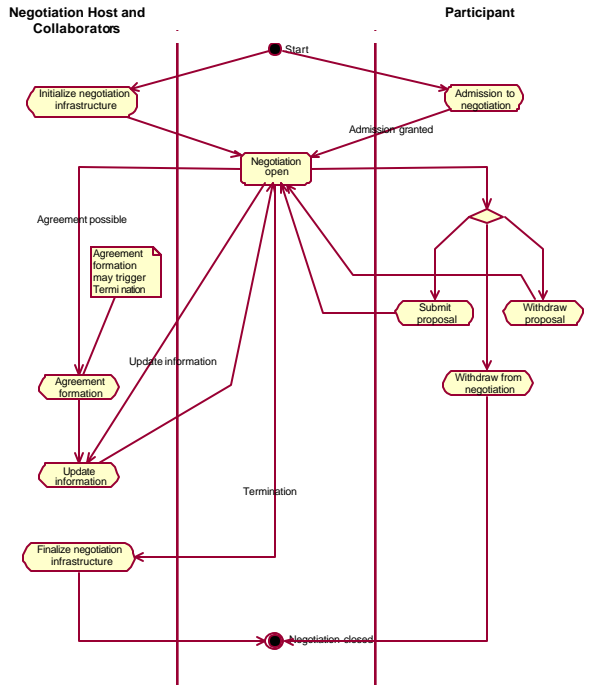 Negotiation Host and
Collaborators
Participant
Start
Initialize negotiation
infrastructure
Admission to
negotiation
Admission granted
Negotiation
open
Agreement possible
Agreement
formation
may trigger
Termination
Submit
proposal
Withdraw
proposal
Update information
Agreement
formation
Withdraw from
negotiation
Update
information
Termination
Finalize negotiation
infrastructure
Negotiation closed